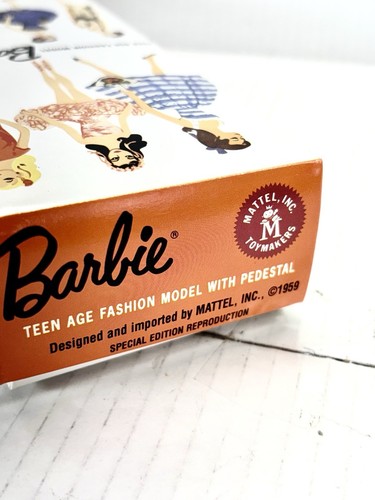 Barbie®
MATTEL, INC.
M
TOYMAKERS
TEEN AGE FASHION MODEL WITH PEDESTAL
Designed and imported by MATTEL, INC., ©1959
SPECIAL EDITION REPRODUCTION